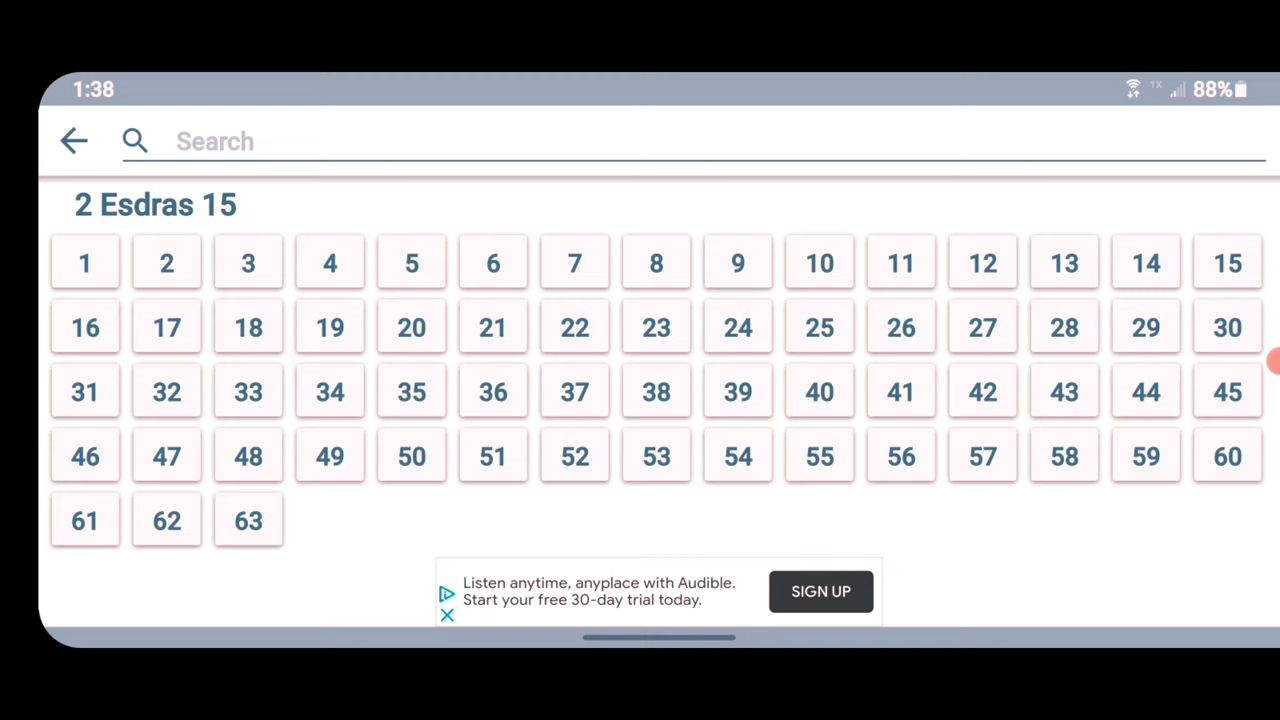 1:38 1X 88%
Search
2 Esdras 15
1 2 3 4 5 6 7 8 9 10 11 12 13 14 15
16 17 18 19 20 21 22 23 24 25 26 27 28 29 30
31 32 33 34 35 36 37 38 39 40 41 42 43 44 45
46 47 48 49 50 51 52 53 54 55 56 57 58 59 60
61 62 63
Listen anytime, anyplace with Audible.
Start your free 30-day trial today.
SIGN UP